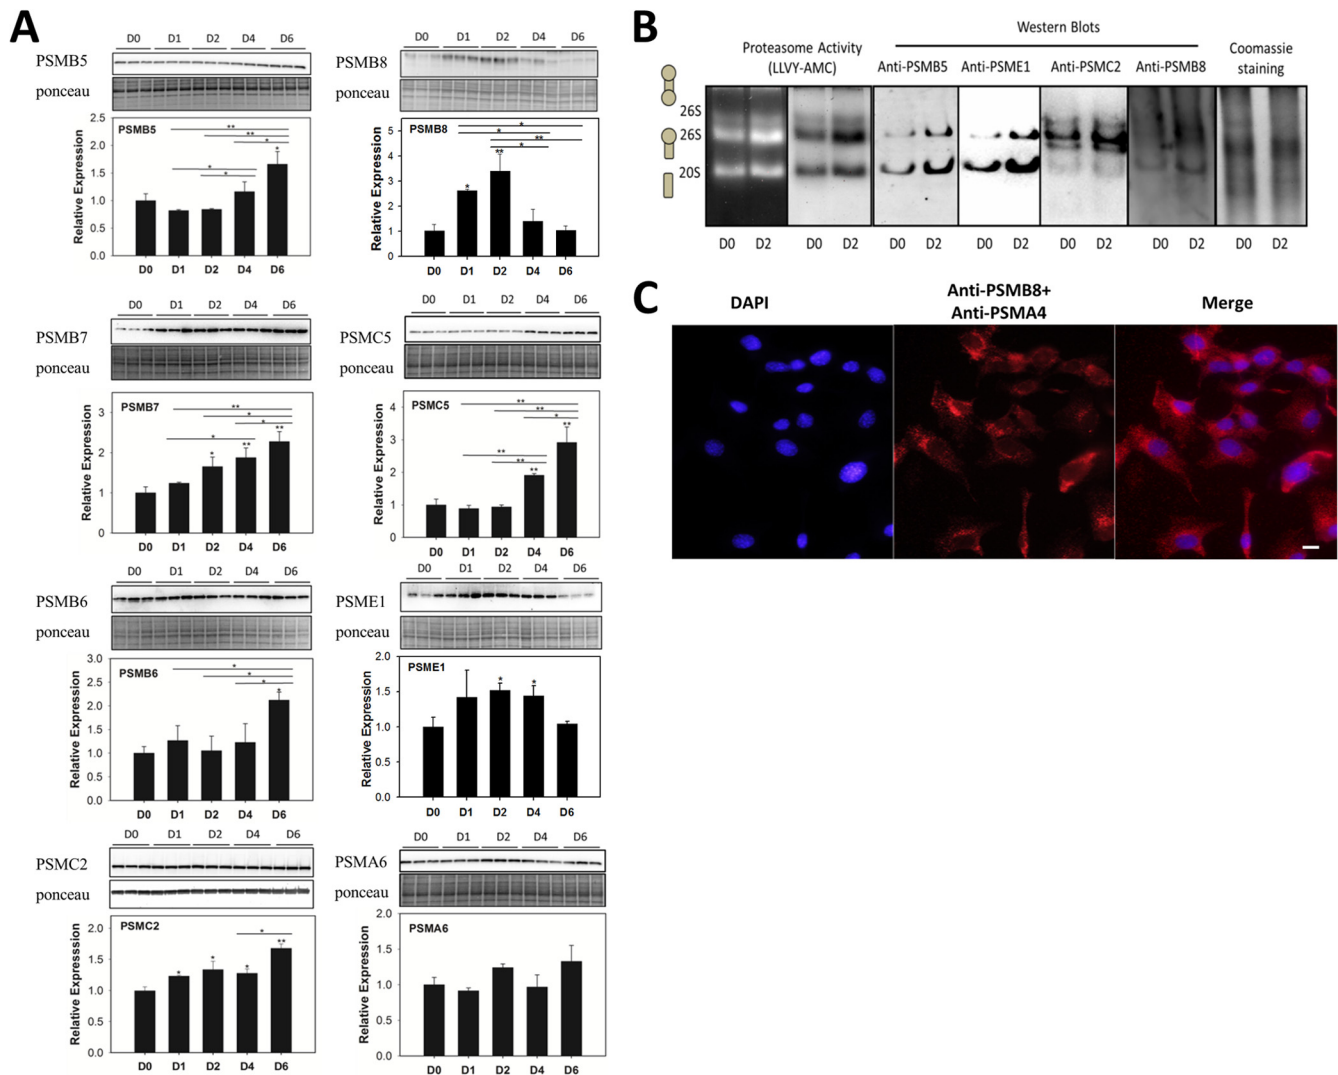 A
D0 D1 D2 D4 D6
PSMB5
ponceau
PSMB5
Relative Expression
2.5
2.0
1.5
1.0
0.5
0.0
** ** * * * *
D0 D1 D2 D4 D6
D0 D1 D2 D4 D6
PSMB8
ponceau
PSMB8
Relative Expression
5
4
3
2
1
0
* * ** * ** *
D0 D1 D2 D4 D6
D0 D1 D2 D4 D6
PSMB7
ponceau
PSMB7
Relative Expression
3
2
1
0
** * * ** * ** *
D0 D1 D2 D4 D6
D0 D1 D2 D4 D6
PSMC5
ponceau
PSMC5
Relative Expression
4
3
2
1
0
** ** * ** ** ** **
D0 D1 D2 D4 D6
D0 D1 D2 D4 D6
PSMB6
ponceau
PSMB6
Relative Expression
3.0
2.5
2.0
1.5
1.0
0.5
0.0
* * * *
D0 D1 D2 D4 D6
D0 D1 D2 D4 D6
PSME1
ponceau
PSME1
Relative Expression
2.0
1.5
1.0
0.5
0.0
* *
D0 D1 D2 D4 D6
D0 D1 D2 D4 D6
PSMC2
ponceau
PSMC2
Relative Expresssion
2.0
1.5
1.0
0.5
0.0
* ** * * *
D0 D1 D2 D4 D6
D0 D1 D2 D4 D6
PSMA6
ponceau
PSMA6
Relative Expression
2.0
1.5
1.0
0.5
0.0
D0 D1 D2 D4 D6
B
Western Blots
Proteasome Activity
(LLVY-AMC)
Anti-PSMB5 Anti-PSME1 Anti-PSMC2 Anti-PSMB8
Coomassie
staining
26S
26S
20S
D0 D2 D0 D2 D0 D2 D0 D2 D0 D2 D0 D2 D0 D2
C
DAPI
Anti-PSMB8+
Anti-PSMA4
Merge